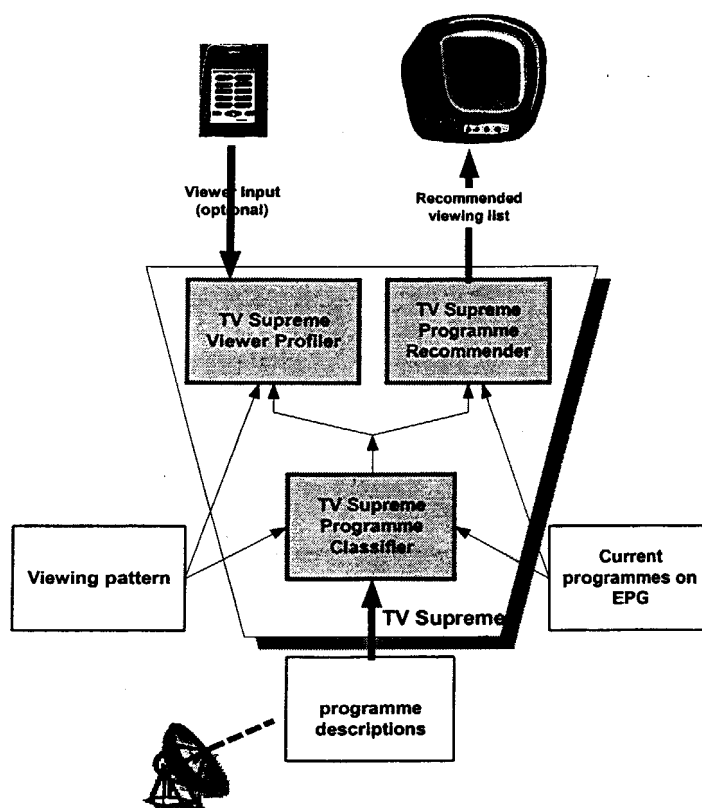 Viewer Input
(optional)
Recommended
viewing list
TV Supreme
Viewer Profiler
TV Supreme
Programme
Recommender
TV Supreme
Programme
Classifier
Viewing pattern
Current
programmes on
EPG
TV Supreme
programme
descriptions